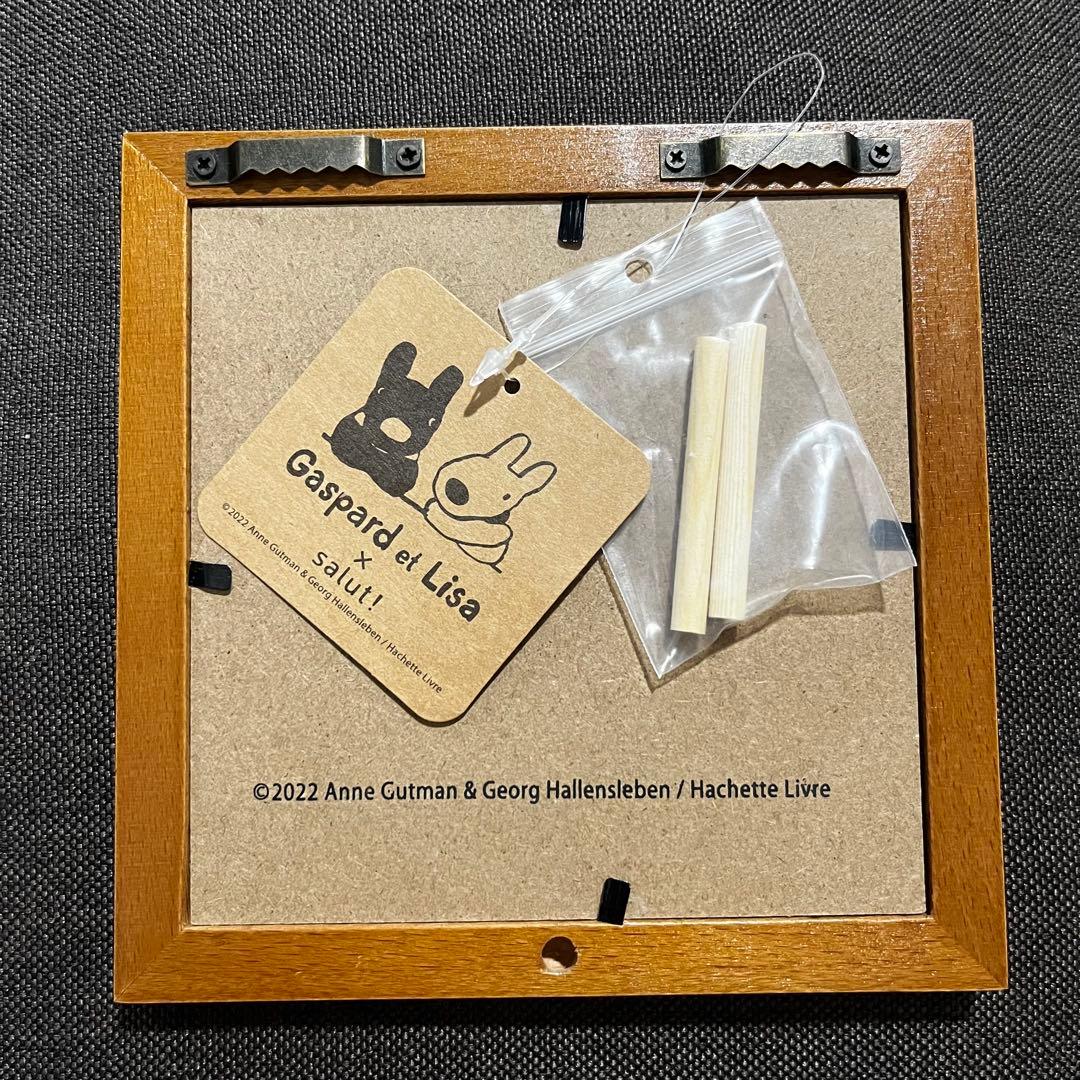 Gaspard et Lisa
×
salut!
©2022 Anne Gutman & Georg Hallensleben / Hachette Livre
©2022 Anne Gutman & Georg Hallensleben / Hachette Livre